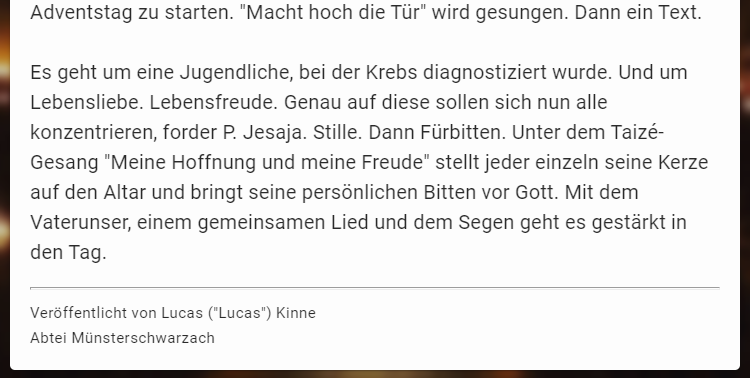 Adventstag zu starten. "Macht hoch die Tür" wird gesungen. Dann ein Text.
Es geht um eine Jugendliche, bei der Krebs diagnostiziert wurde. Und um
Lebensliebe. Lebensfreude. Genau auf diese sollen sich nun alle
konzentrieren, forder P. Jesaja. Stille. Dann Fürbitten. Unter dem Taizé-
Gesang "Meine Hoffnung und meine Freude" stellt jeder einzeln seine Kerze
auf den Altar und bringt seine persönlichen Bitten vor Gott. Mit dem
Vaterunser, einem gemeinsamen Lied und dem Segen geht es gestärkt in
den Tag.
Veröffentlicht von Lucas ("Lucas") Kinne
Abtei Münsterschwarzach